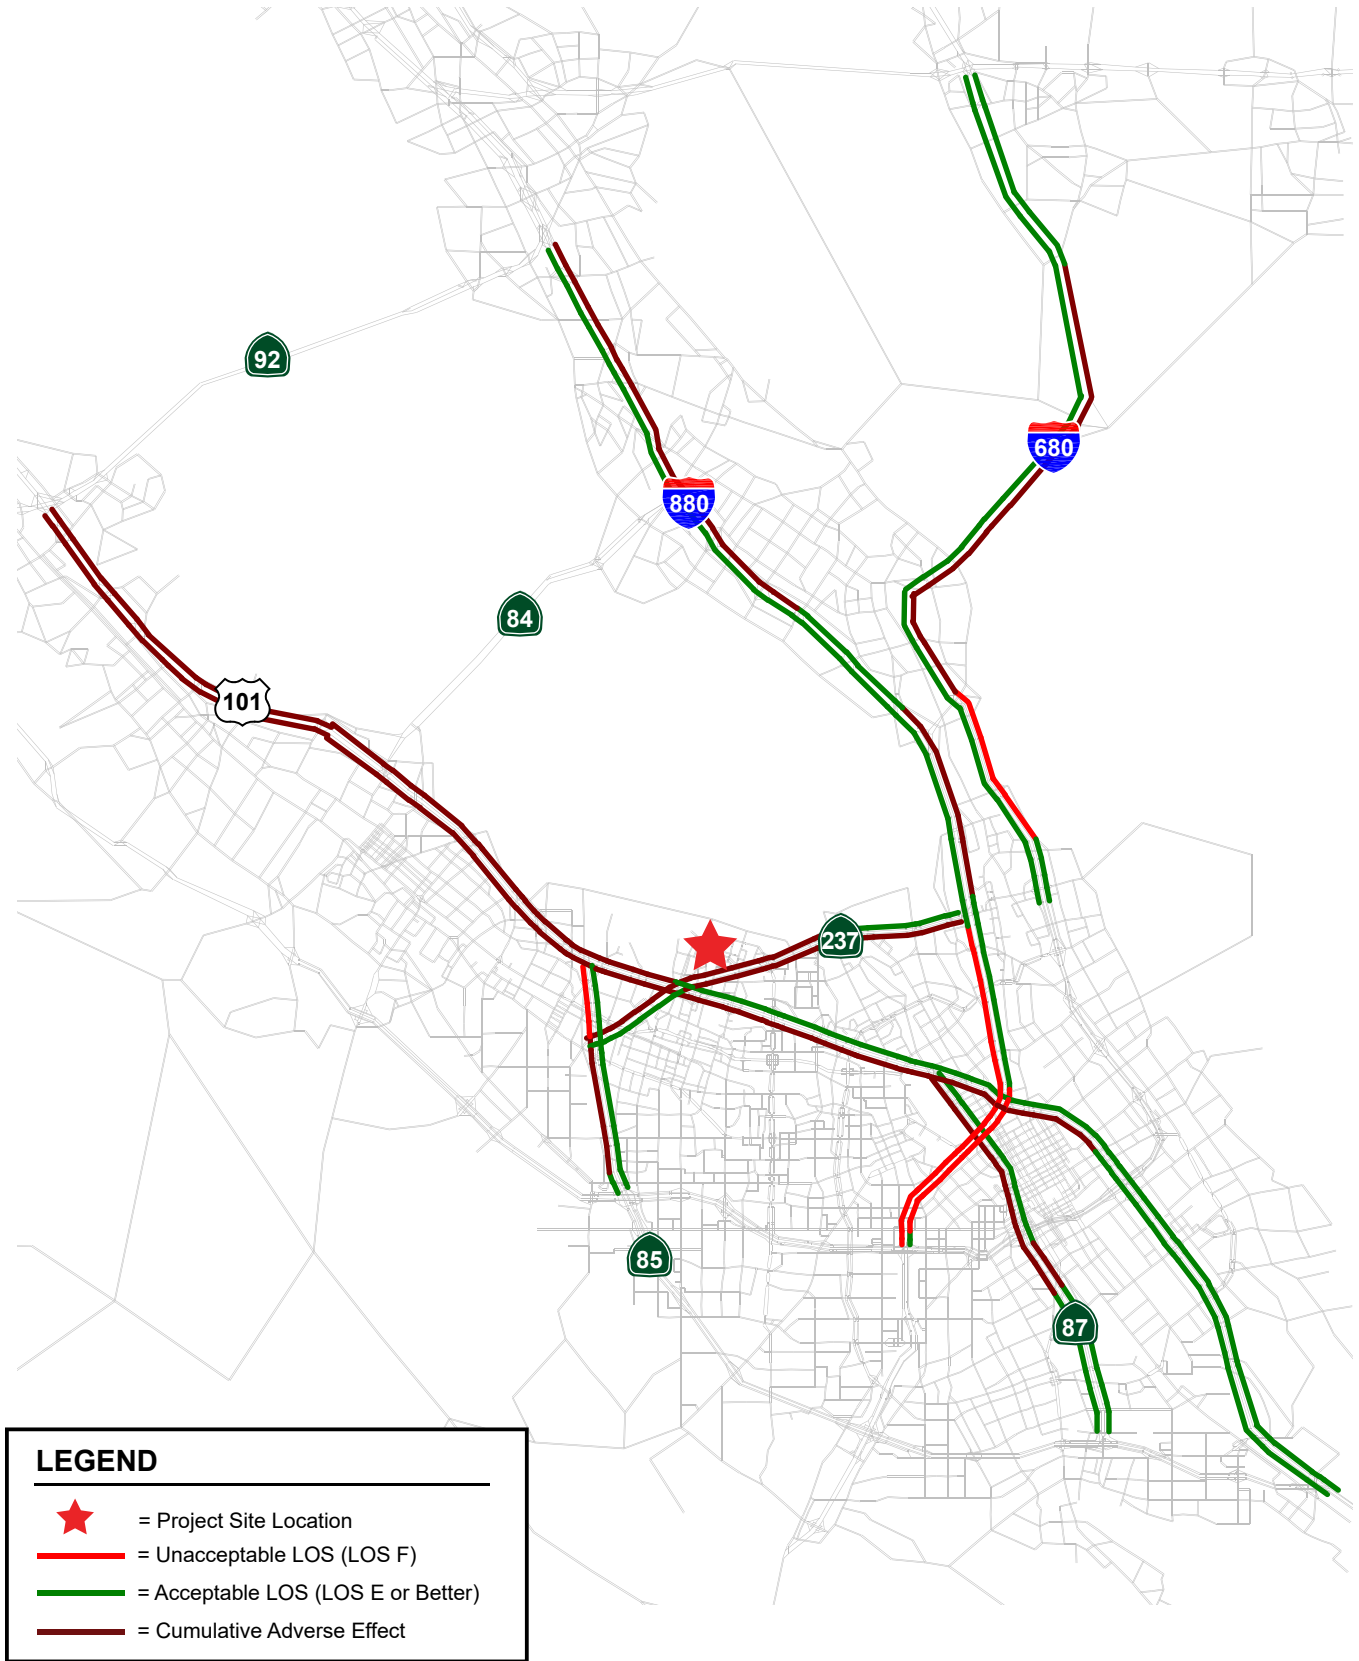 92
680
880
84
101
237
85
87
LEGEND
= Project Site Location
= Unacceptable LOS (LOS F)
= Acceptable LOS (LOS E or Better)
= Cumulative Adverse Effect